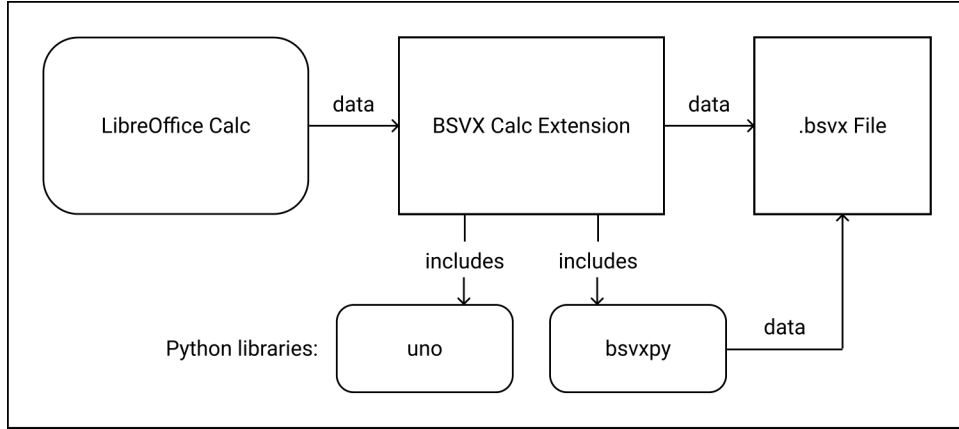 data
data
LibreOffice Calc
BSVX Calc Extension
.bsvx File
includes
includes
data
Python libraries:
uno
bsvxpy